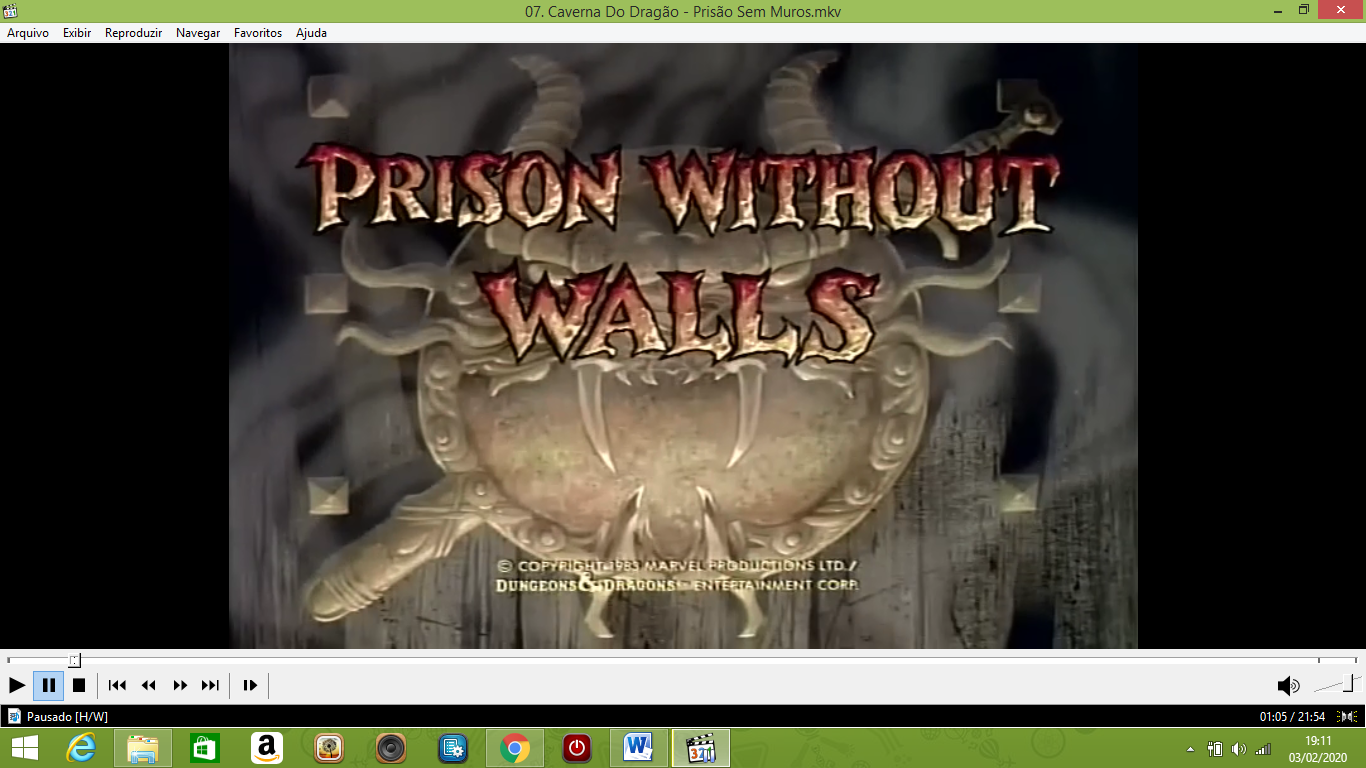 07. Caverna Do Dragão - Prisão Sem Muros.mkv
Arquivo Exibir Reproduzir Navegar Favoritos Ajuda
PRISON WITHOUT
WALLS
© COPYRIGHT 1983 MARVEL PRODUCTIONS LTD./
DUNGEONS & DRAGONS ENTERTAINMENT CORP.
Pausado [H/W]
01:05 / 21:54
19:11
03/02/2020